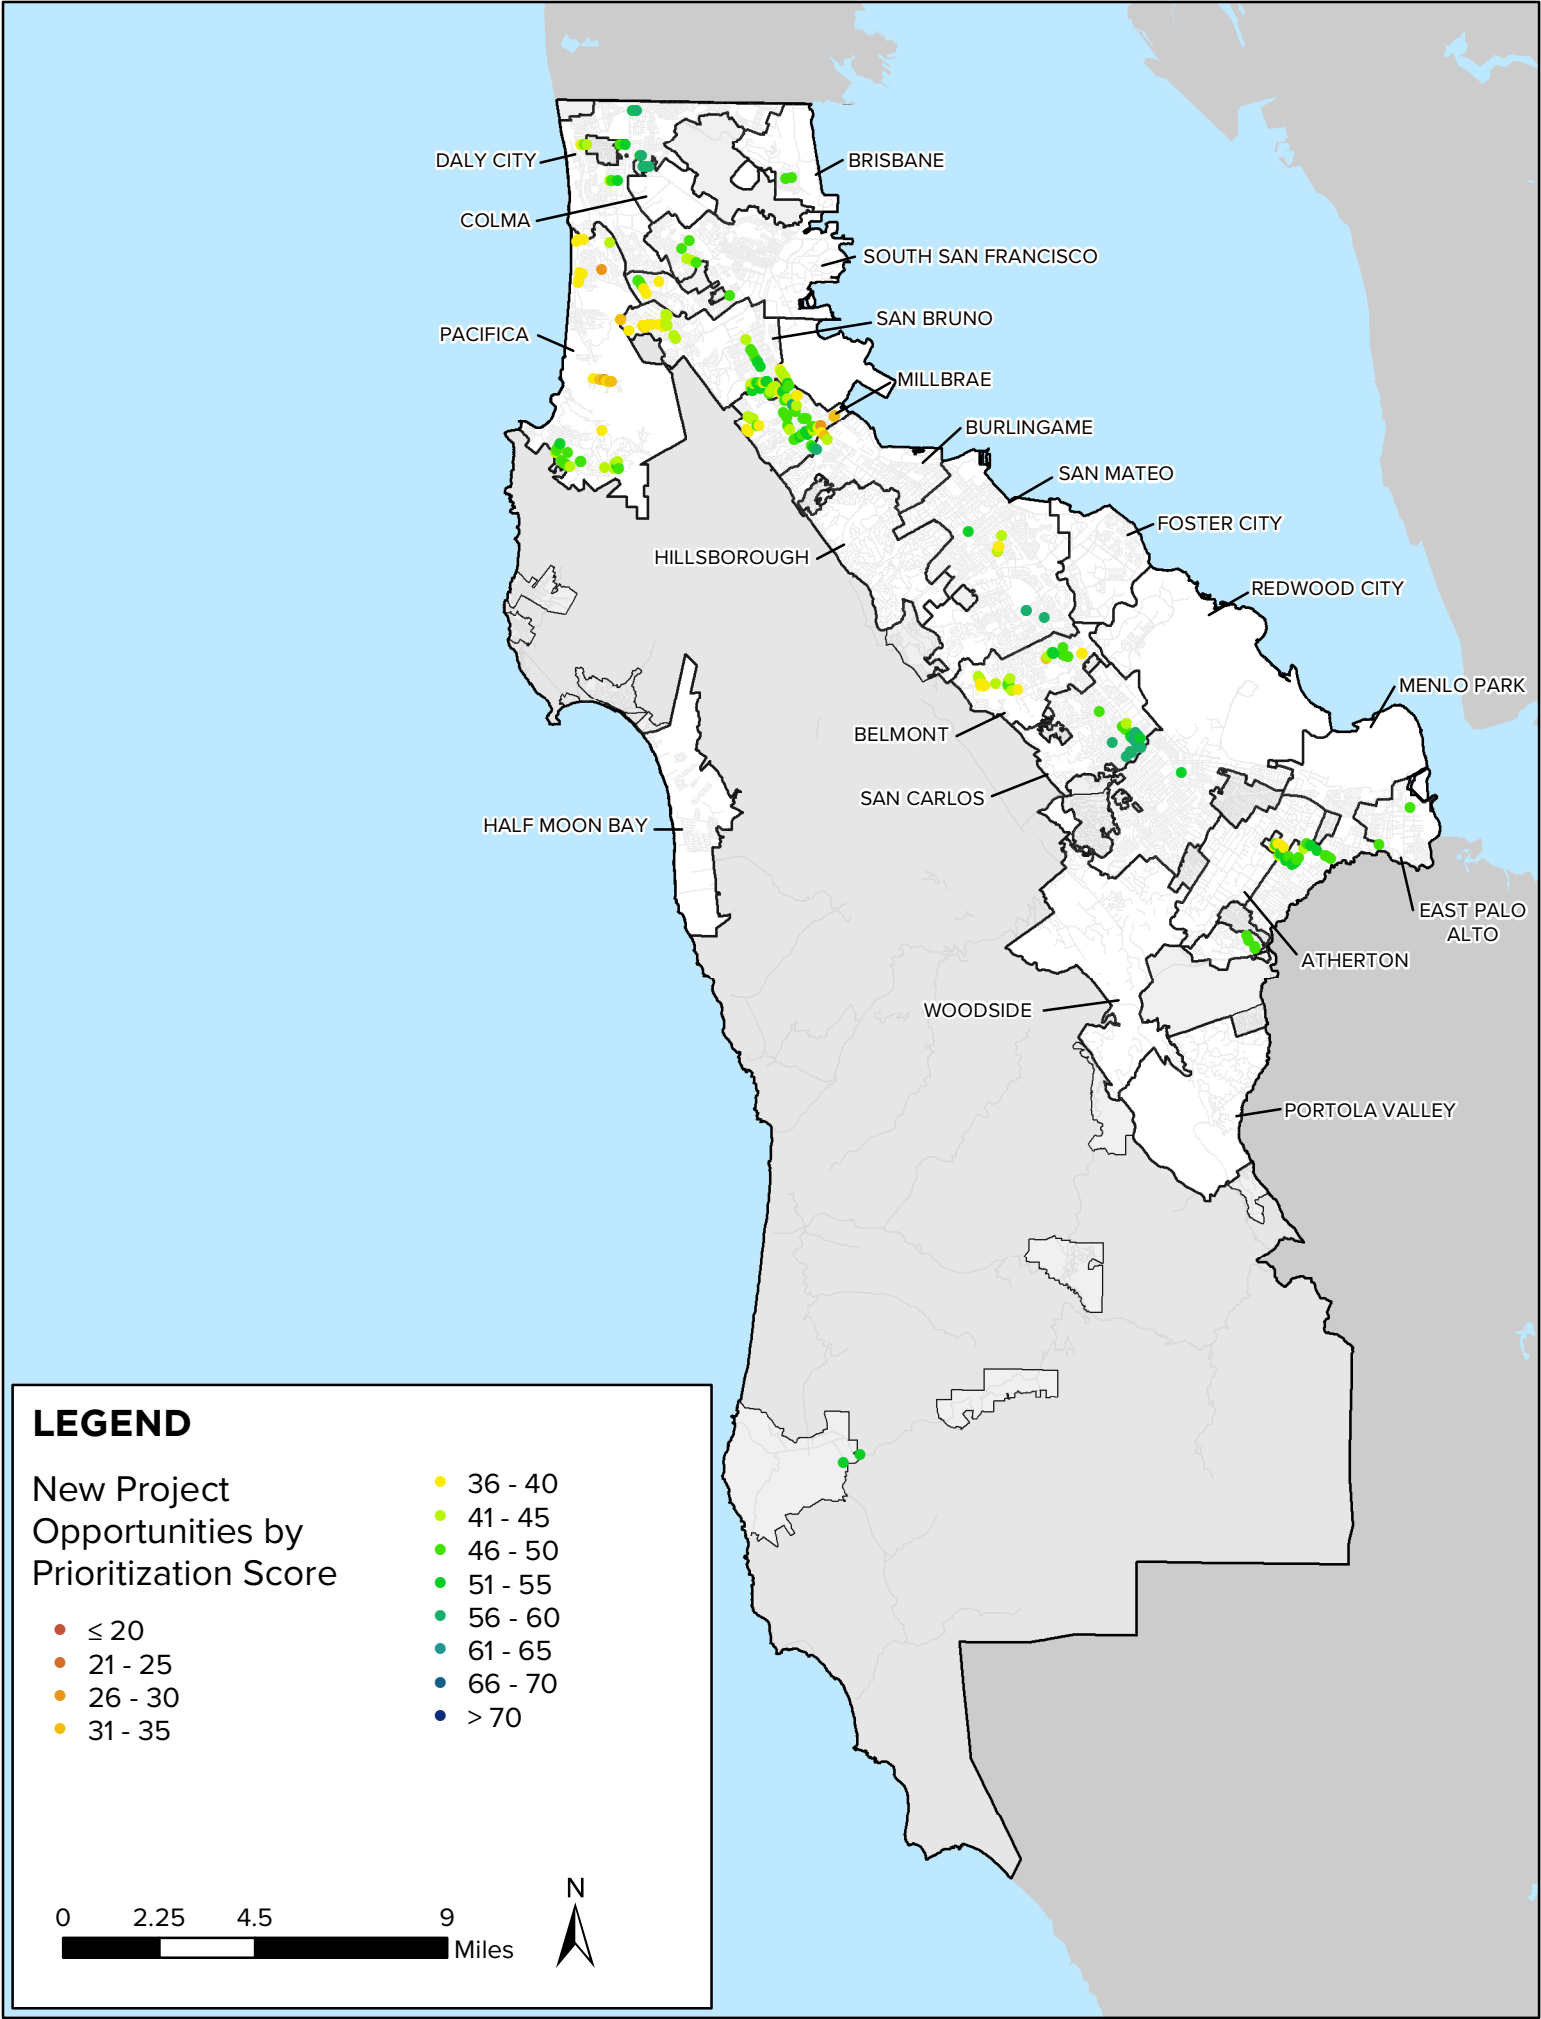 DALY CITY
BRISBANE
COLMA
SOUTH SAN FRANCISCO
SAN BRUNO
PACIFICA
MILLBRAE
BURLINGAME
SAN MATEO
FOSTER CITY
HILLSBOROUGH
REDWOOD CITY
MENLO PARK
BELMONT
SAN CARLOS
HALF MOON BAY
EAST PALO
ALTO
ATHERTON
WOODSIDE
PORTOLA VALLEY
LEGEND
New Project
Opportunities by
Prioritization Score
≤ 20
21 - 25
26 - 30
31 - 35
36 - 40
41 - 45
46 - 50
51 - 55
56 - 60
61 - 65
66 - 70
> 70
0 2.25 4.5 9
Miles
N